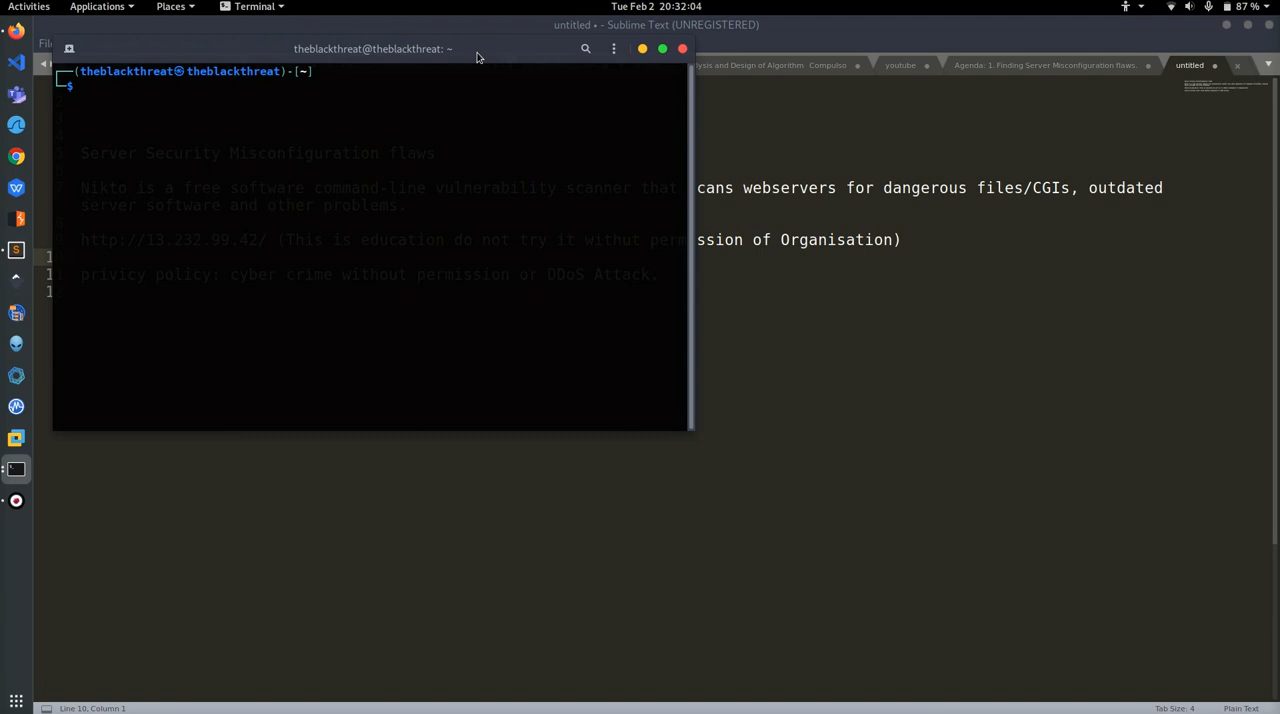 Activities Applications Places Terminal Tue Feb 2 20:32:04 87 %
untitled • - Sublime Text (UNREGISTERED)
theblackthreat@theblackthreat: ~
alysis and Design of Algorithm Compulso youtube Agenda: 1. Finding Server Misconfiguration flaws. untitled
┌──(theblackthreat㉿theblackthreat)-[~]
└─$
Server Security Misconfiguration flaws
Nikto is a free software command-line vulnerability scanner that scans webservers for dangerous files/CGIs, outdated
server software and other problems.
http://13.232.99.42/ (This is education do not try it withut permission of Organisation)
privicy policy: cyber crime without permission or DDoS Attack.
Line 10, Column 1 Tab Size: 4 Plain Text